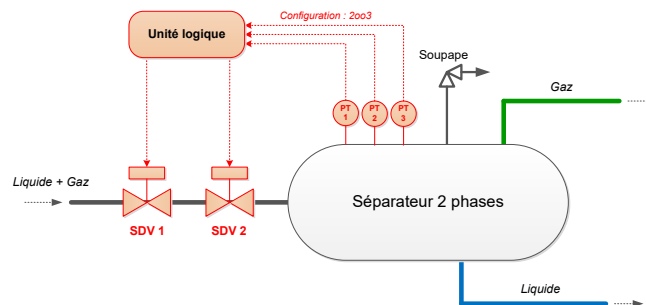 Configuration : 2oo3
Unité logique
Soupape
Gaz
PT
1
PT
2
PT
3
Liquide + Gaz
Séparateur 2 phases
SDV 1
SDV 2
Liquide